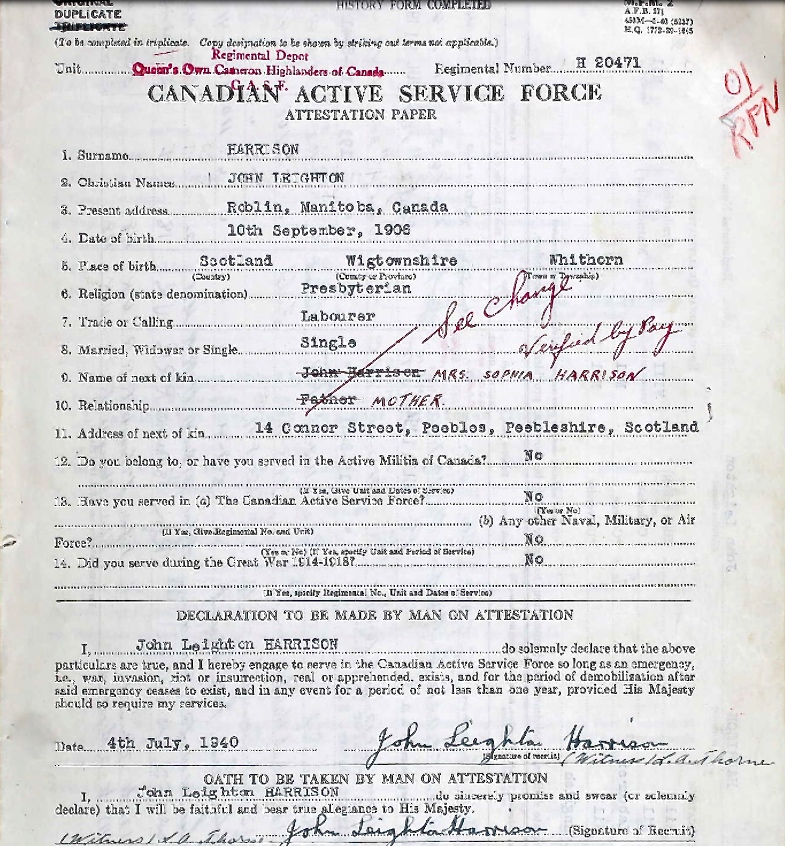 HISTORY FORM COMPLETED
ORIGINAL
DUPLICATE
TRIPLICATE
M.F.M. 2
A.F.B. 271
H.Q. 1772-39-1645
(To be completed in triplicate. Copy designation to be shown by striking out terms not applicable.)
Regimental Depot
Unit Queen's Own Cameron Highlanders of Canada Regimental Number H 20471
C.A.S.F.
01
RFN
CANADIAN ACTIVE SERVICE FORCE
ATTESTATION PAPER
1. Surname HARRISON
2. Christian Names JOHN LEIGHTON
3. Present address Roblin, Manitoba, Canada
4. Date of birth 10th September, 1906
5. Place of birth Scotland Wigtownshire Whithorn
(Country) (County or Province) (Town or Township)
6. Religion (state denomination) Presbyterian
See Change
7. Trade or Calling Labourer
Verified by Pay
8. Married, Widower or Single Single
9. Name of next of kin John Harrison MRS. SOPHIA HARRISON
10. Relationship Father MOTHER
11. Address of next of kin 14 Connor Street, Peebles, Peebleshire, Scotland
12. Do you belong to, or have you served in the Active Militia of Canada? No
(If Yes, Give Unit and Dates of Service)
13. Have you served in (a) The Canadian Active Service Force? No
(Yes or No)
(b) Any other Naval, Military, or Air
(If Yes, Give Regimental No. and Unit)
Force? No
(Yes or No) (If Yes, specify Unit and Period of Service)
14. Did you serve during the Great War 1914-1918? No
(If Yes, specify Regimental No., Unit and Dates of Service)
DECLARATION TO BE MADE BY MAN ON ATTESTATION
I, John Leighton HARRISON do solemnly declare that the above
particulars are true, and I hereby engage to serve in the Canadian Active Service Force so long as an emergency,
i.e., war, invasion, riot or insurrection, real or apprehended, exists, and for the period of demobilization after
said emergency ceases to exist, and in any event for a period of not less than one year, provided His Majesty
should so require my services.
Date 4th July, 1940 John Leighton Harrison
(Signature of recruit) (Witness) L.A. Thorne
OATH TO BE TAKEN BY MAN ON ATTESTATION
I, John Leighton HARRISON do sincerely promise and swear (or solemnly
declare) that I will be faithful and bear true allegiance to His Majesty.
(Witness) L.A. Thorne John Leighton Harrison (Signature of Recruit)